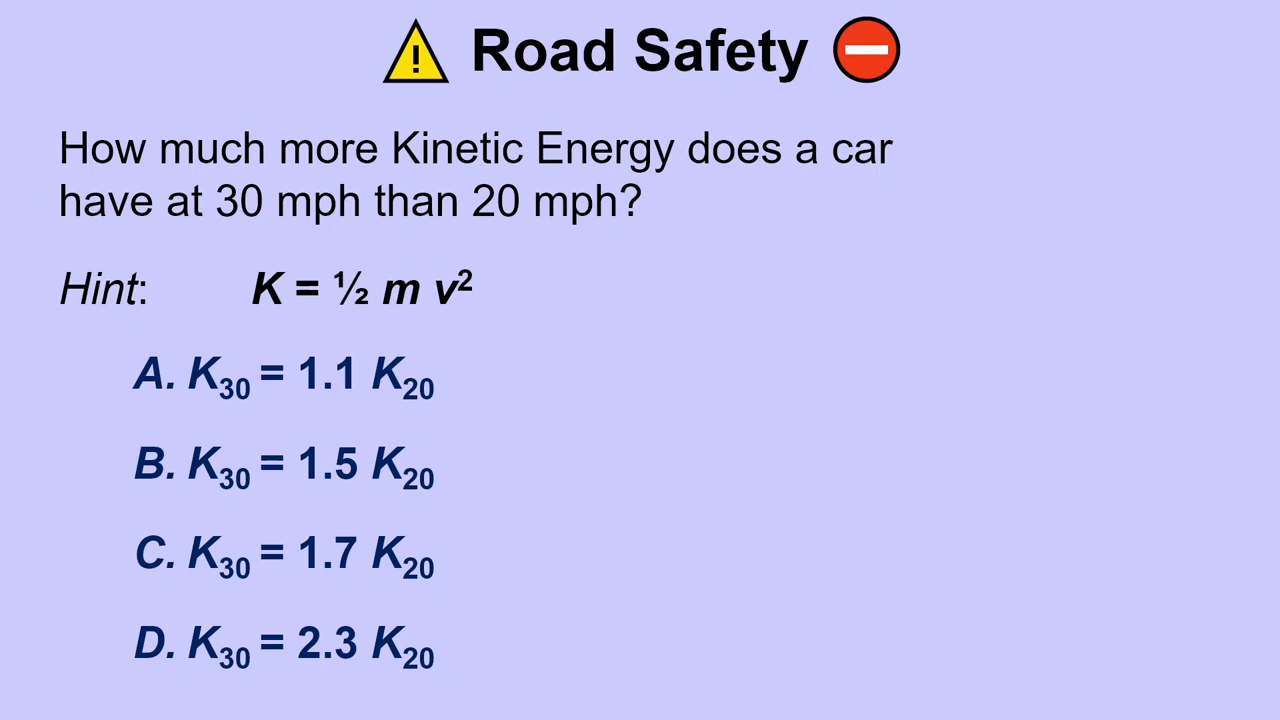 Road Safety
How much more Kinetic Energy does a car
have at 30 mph than 20 mph?
Hint: K = ½ m v²
A. K₃₀ = 1.1 K₂₀
B. K₃₀ = 1.5 K₂₀
C. K₃₀ = 1.7 K₂₀
D. K₃₀ = 2.3 K₂₀